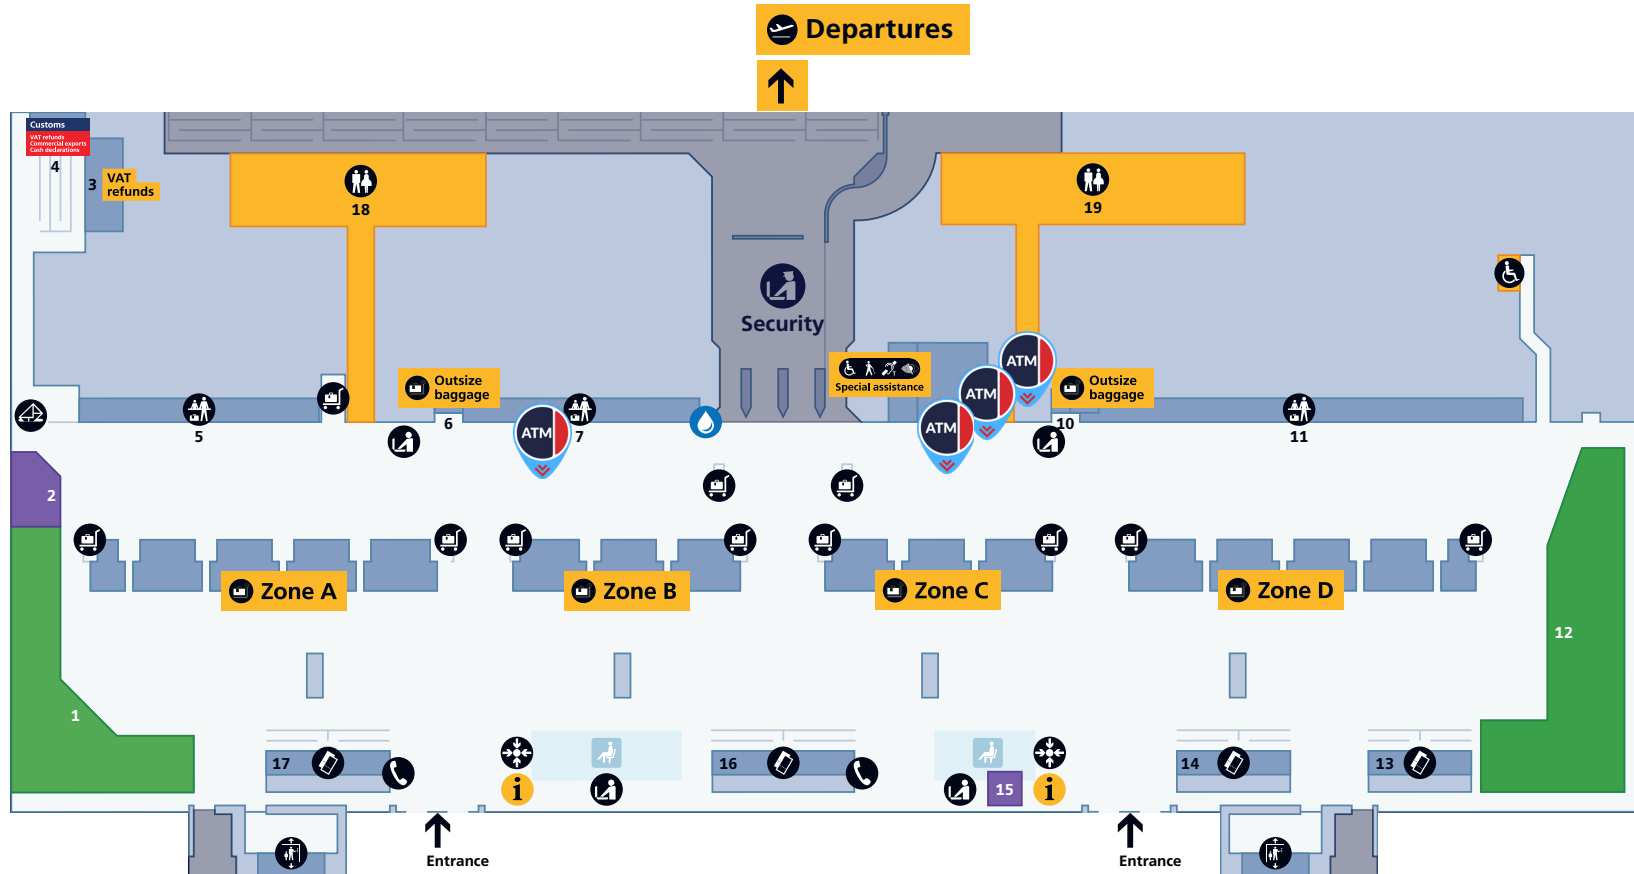 Departures
Customs
VAT refunds
Commercial exports
Cash declarations
4
3
VAT
refunds
18
19
Security
Special assistance
ATM
ATM
ATM
ATM
Outsize
baggage
Outsize
baggage
5
6
7
10
11
2
Zone A
Zone B
Zone C
Zone D
12
1
17
16
14
13
i
15
i
Entrance
Entrance